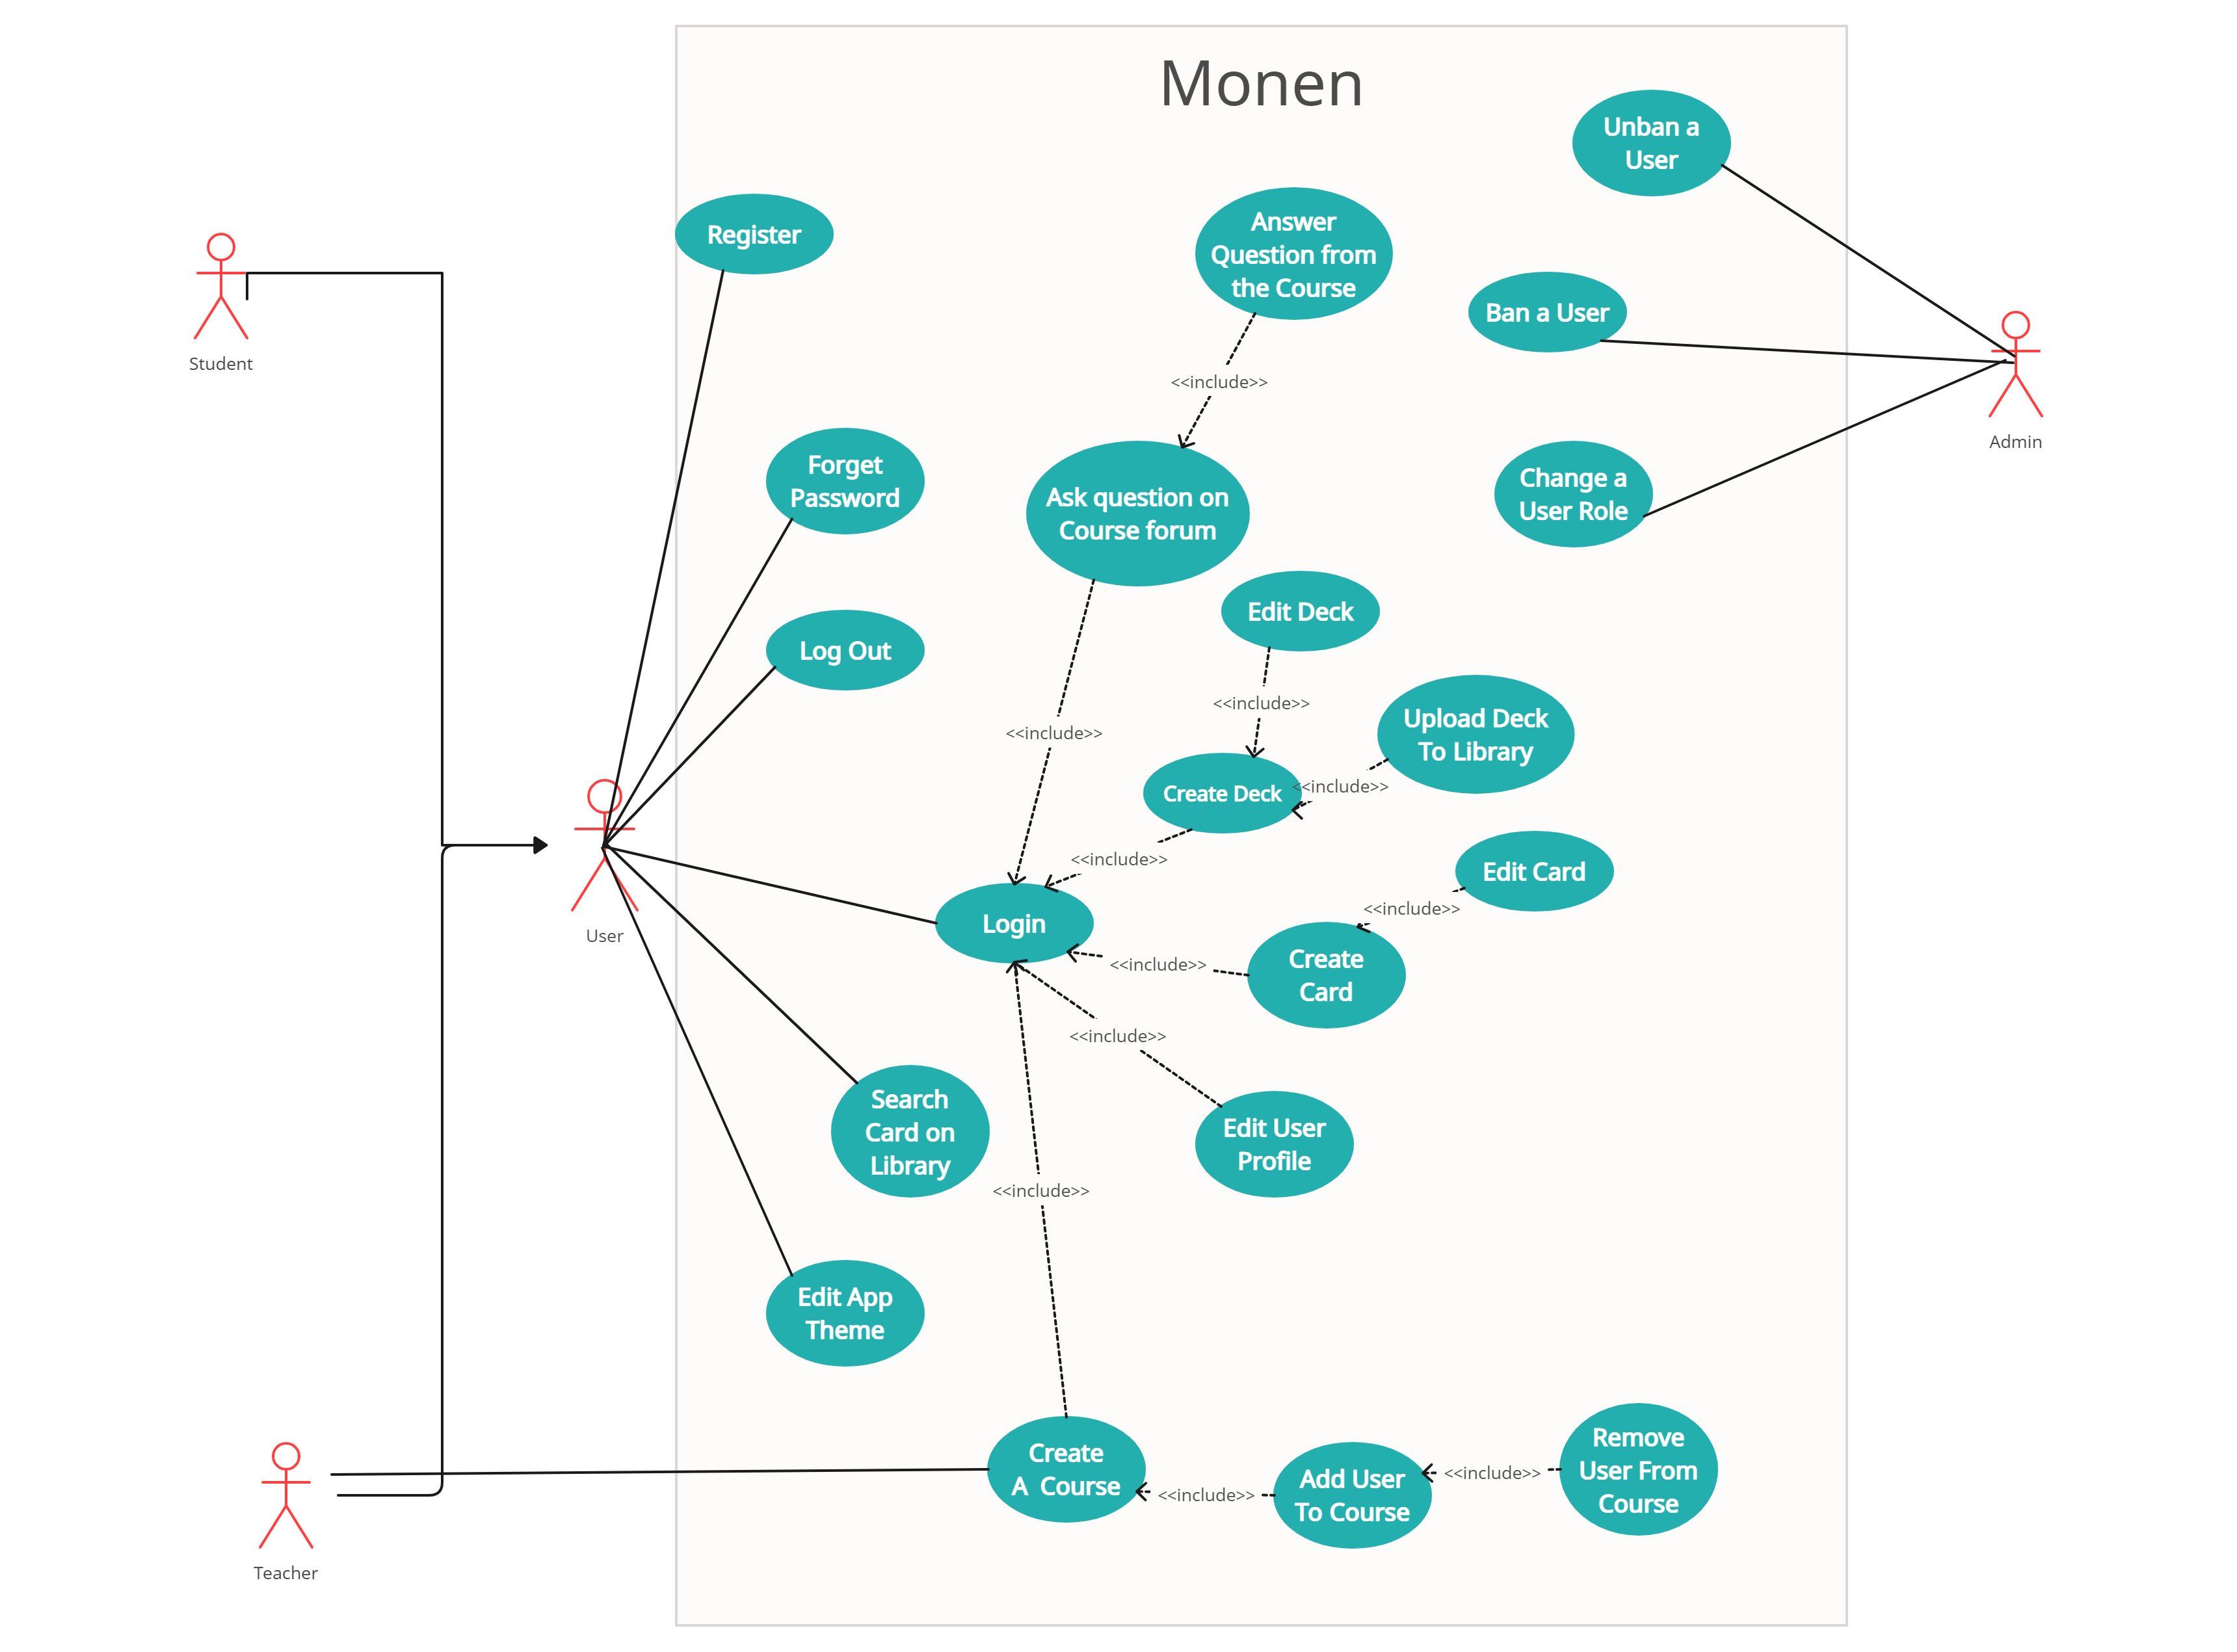 Monen
Unban a
User
Register
Answer
Question from
the Course
Ban a User
Student
<<include>>
Admin
Forget
Password
Ask question on
Course forum
Change a
User Role
Log Out
Edit Deck
<<include>>
<<include>>
Upload Deck
To Library
Create Deck
<<include>>
<<include>>
User
Login
Edit Card
<<include>>
<<include>>
Create
Card
<<include>>
Search
Card on
Library
Edit User
Profile
<<include>>
Edit App
Theme
Create
A  Course
<<include>>
Add User
To Course
<<include>>
Remove
User From
Course
Teacher